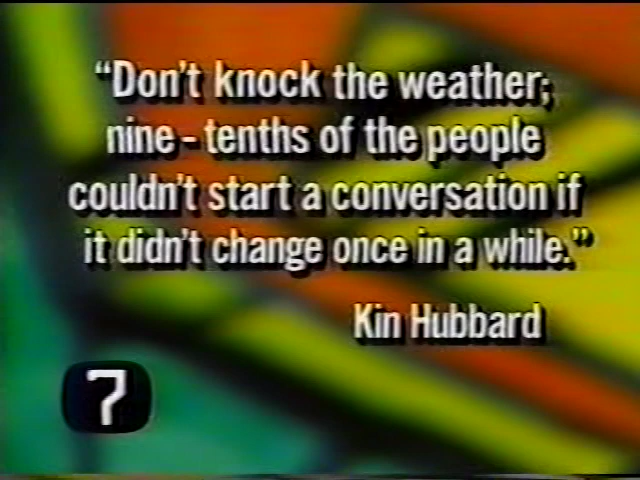 “Don't knock the weather;
nine-tenths of the people
couldn't start a conversation if
it didn't change once in a while.”
Kin Hubbard
7